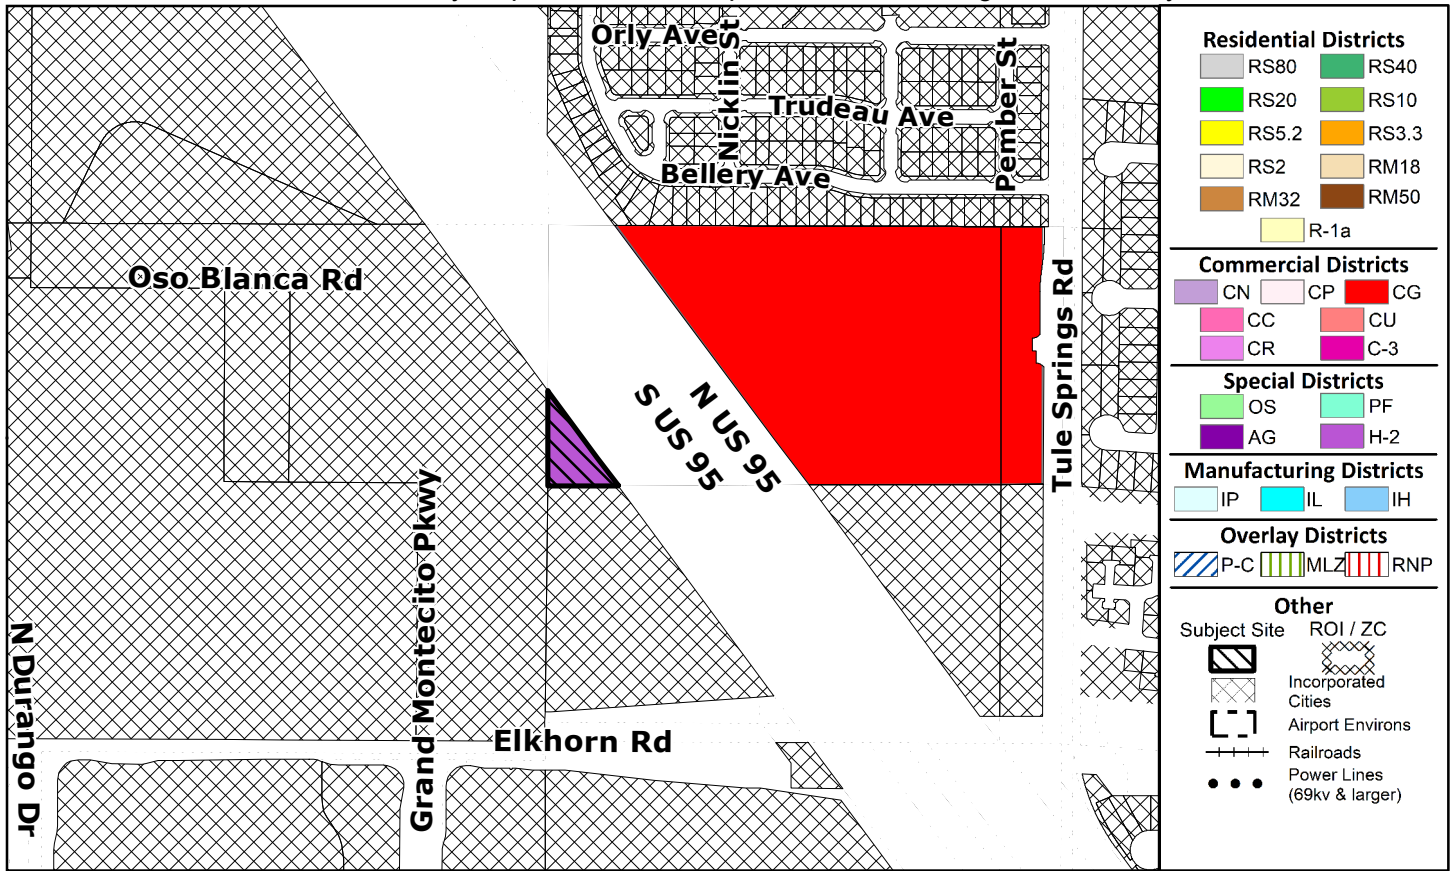 Orly Ave
Nicklin St
Pember St
Trudeau Ave
Bellery Ave
Oso Blanca Rd
Tule Springs Rd
N US 95
S US 95
Grand Montecito Pkwy
N Durango Dr
Elkhorn Rd
Residential Districts
RS80 RS40
RS20 RS10
RS5.2 RS3.3
RS2 RM18
RM32 RM50
R-1a
Commercial Districts
CN CP CG
CC CU
CR C-3
Special Districts
OS PF
AG H-2
Manufacturing Districts
IP IL IH
Overlay Districts
P-C MLZ RNP
Other
Subject Site ROI / ZC
Incorporated
Cities
Airport Environs
Railroads
Power Lines
(69kv & larger)